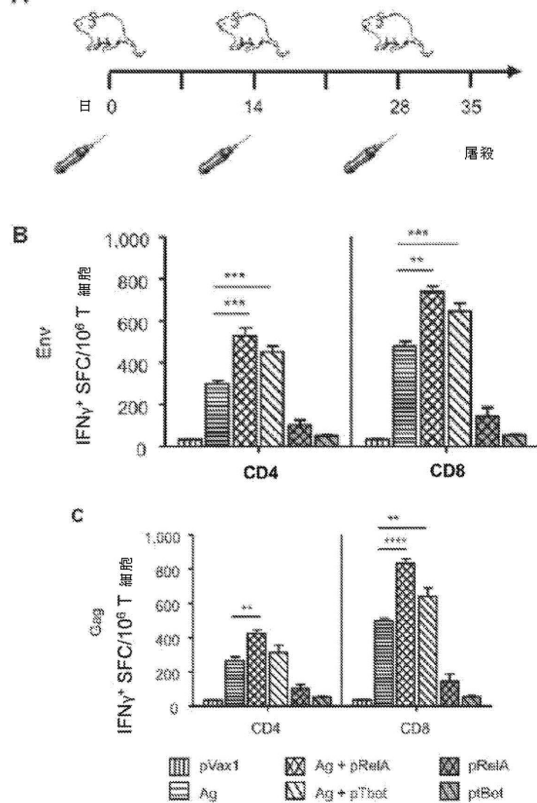 日 0 14 28 35
屠殺
B
1,000
800
600
400
200
0
Env
IFNγ⁺ SFC/10⁶ T 細胞
***
***
***
**
CD4 CD8
C
1,000
800
600
400
200
0
Gag
IFNγ⁺ SFC/10⁶ T 細胞
**
**
****
CD4 CD8
pVax1 Ag + pRelA pRelA
Ag Ag + pTbet ptBet